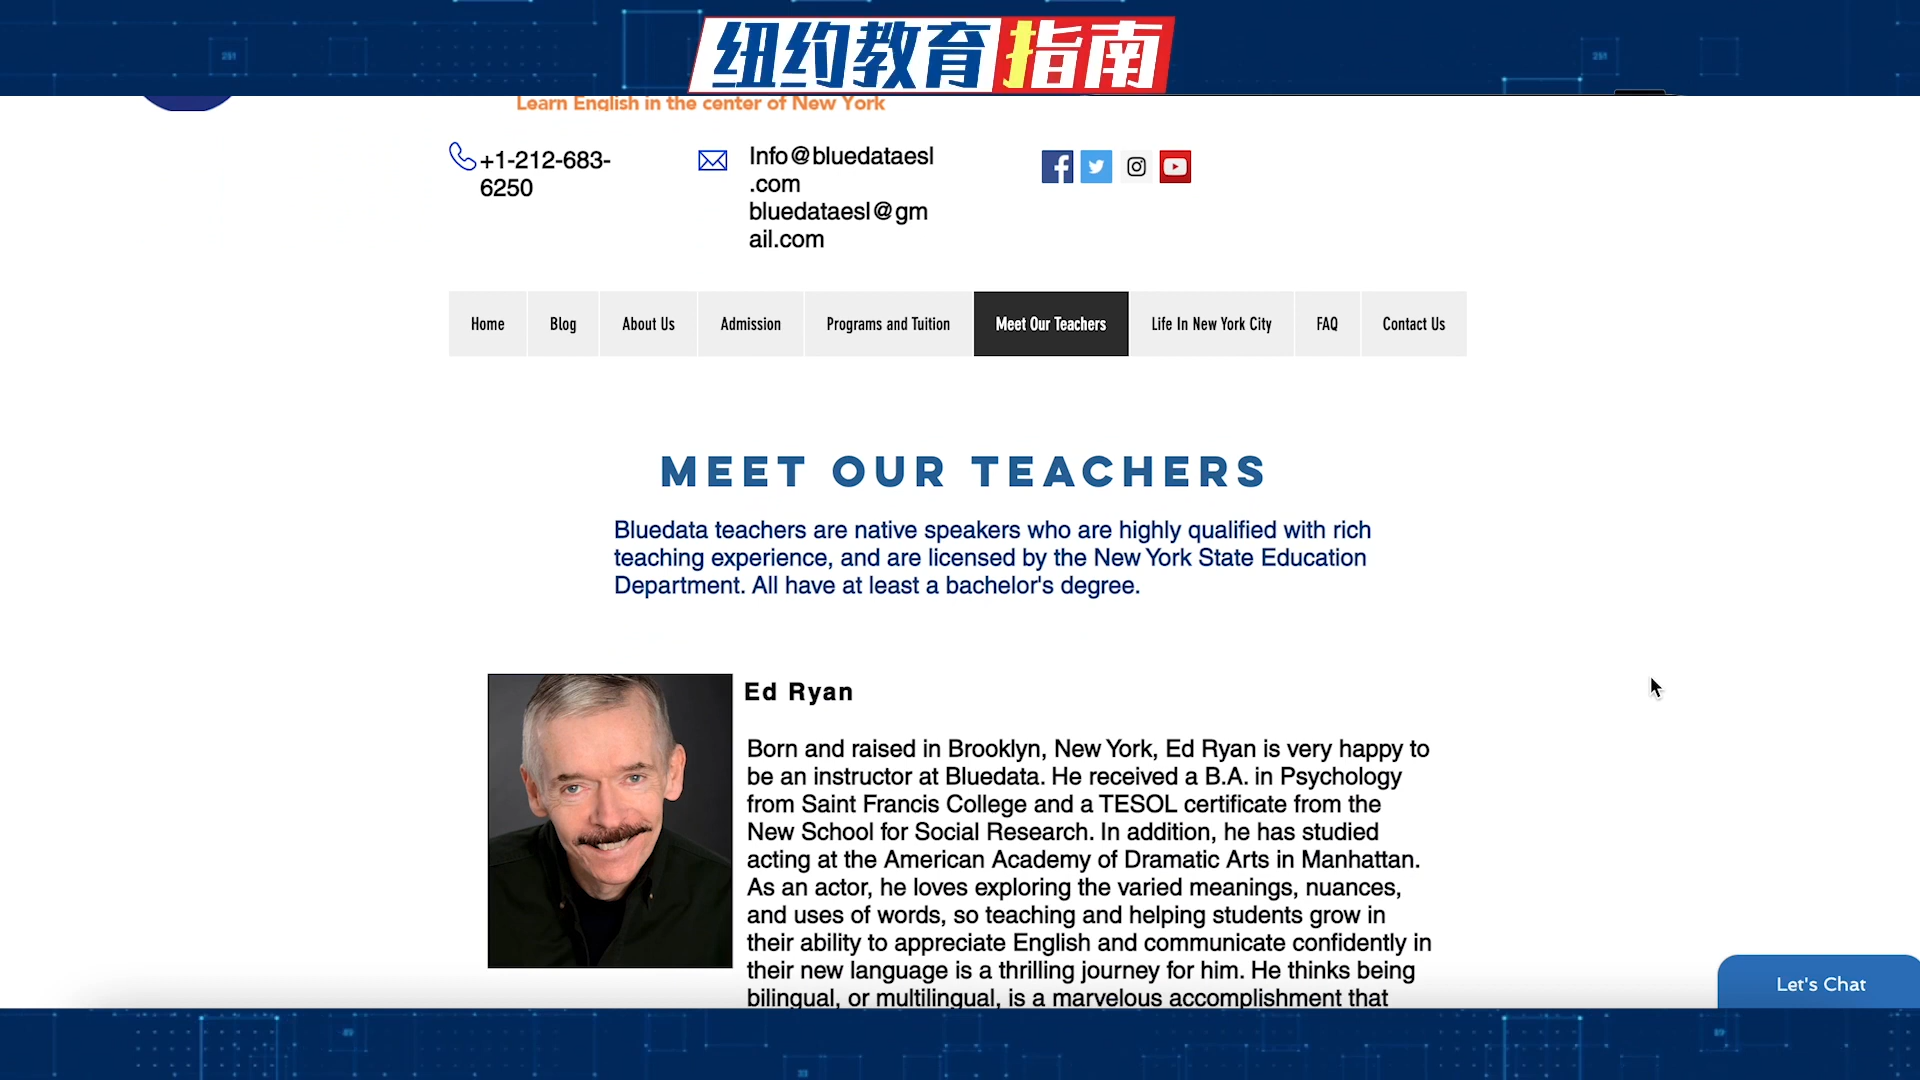 纽约教育指南
Learn English in the center of New York
+1-212-683-
6250
Info@bluedataesl
.com
bluedataesl@gm
ail.com
Home
Blog
About Us
Admission
Programs and Tuition
Meet Our Teachers
Life In New York City
FAQ
Contact Us
MEET OUR TEACHERS
Bluedata teachers are native speakers who are highly qualified with rich
teaching experience, and are licensed by the New York State Education
Department. All have at least a bachelor's degree.
Ed Ryan
Born and raised in Brooklyn, New York, Ed Ryan is very happy to
be an instructor at Bluedata. He received a B.A. in Psychology
from Saint Francis College and a TESOL certificate from the
New School for Social Research. In addition, he has studied
acting at the American Academy of Dramatic Arts in Manhattan.
As an actor, he loves exploring the varied meanings, nuances,
and uses of words, so teaching and helping students grow in
their ability to appreciate English and communicate confidently in
their new language is a thrilling journey for him. He thinks being
bilingual, or multilingual, is a marvelous accomplishment that
Let's Chat